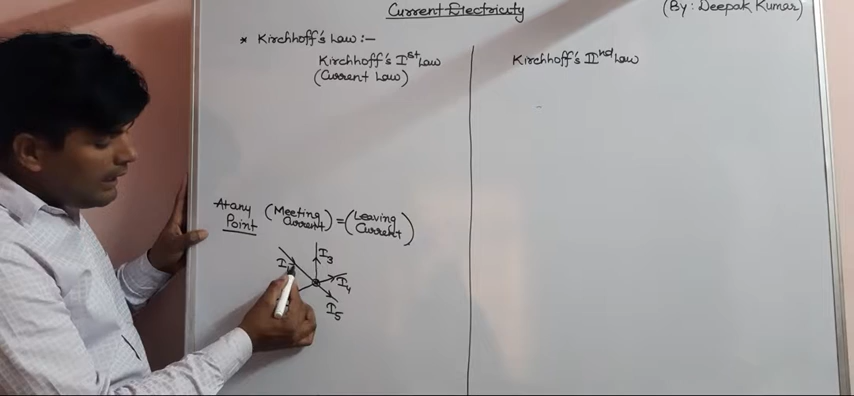 Current Electricity
(By: Deepak Kumar)
* Kirchhoff's Law :-
Kirchhoff's Ist Law
(Current Law)
Kirchhoff's IInd Law
At any
Point
(Meeting
Current) = (Leaving
Current)
I3
I4
I5